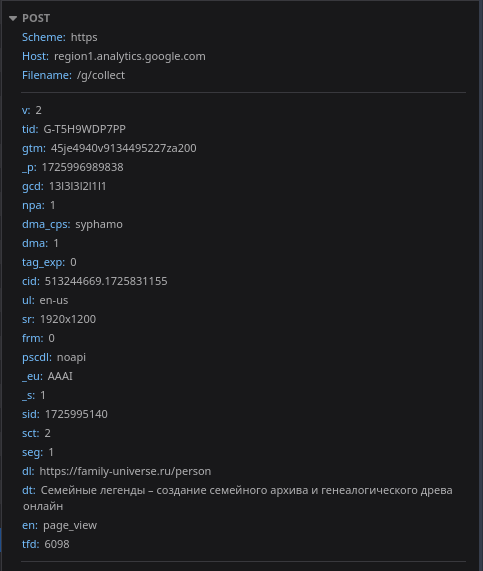 POST
Scheme: https
Host: region1.analytics.google.com
Filename: /g/collect
v: 2
tid: G-T5H9WDP7PP
gtm: 45je4940v9134495227za200
_p: 1725996989838
gcd: 13l3l3l2l1l1
npa: 1
dma_cps: syphamo
dma: 1
tag_exp: 0
cid: 513244669.1725831155
ul: en-us
sr: 1920x1200
frm: 0
pscdl: noapi
_eu: AAAI
_s: 1
sid: 1725995140
sct: 2
seg: 1
dl: https://family-universe.ru/person
dt: Семейные легенды – создание семейного архива и генеалогического древа
онлайн
en: page_view
tfd: 6098